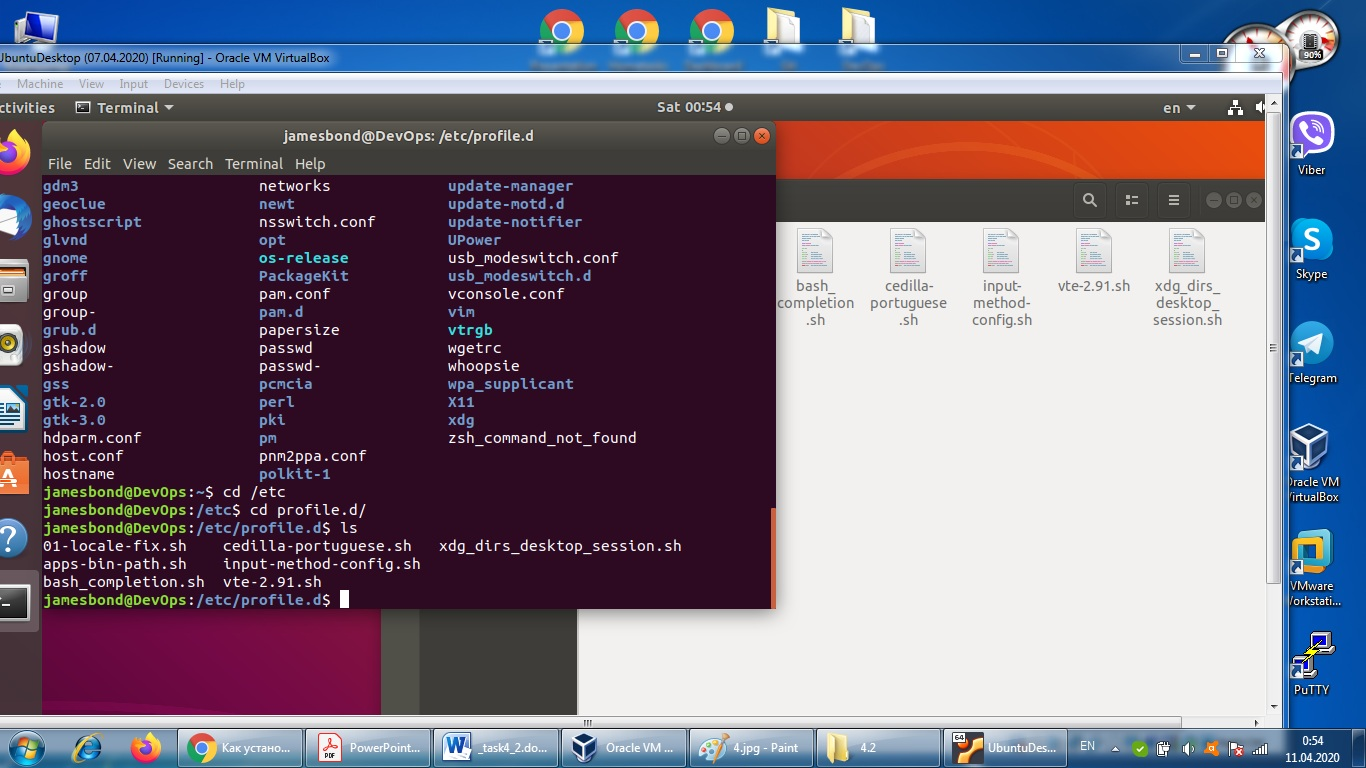 UbuntuDesktop (07.04.2020) [Running] - Oracle VM VirtualBox
90%
Machine View Input Devices Help
ctivities Terminal Sat 00:54 en
jamesbond@DevOps: /etc/profile.d
File Edit View Search Terminal Help
gdm3 networks update-manager
geoclue newt update-motd.d
ghostscript nsswitch.conf update-notifier
glvnd opt UPower
gnome os-release usb_modeswitch.conf
groff PackageKit usb_modeswitch.d
group pam.conf vconsole.conf
group- pam.d vim
grub.d papersize vtrgb
gshadow passwd wgetrc
gshadow- passwd- whoopsie
gss pcmcia wpa_supplicant
gtk-2.0 perl X11
gtk-3.0 pki xdg
hdparm.conf pm zsh_command_not_found
host.conf pnm2ppa.conf
hostname polkit-1
jamesbond@DevOps:~$ cd /etc
jamesbond@DevOps:/etc$ cd profile.d/
jamesbond@DevOps:/etc/profile.d$ ls
01-locale-fix.sh cedilla-portuguese.sh xdg_dirs_desktop_session.sh
apps-bin-path.sh input-method-config.sh
bash_completion.sh vte-2.91.sh
jamesbond@DevOps:/etc/profile.d$
bash_
completion
.sh
cedilla-
portuguese
.sh
input-
method-
config.sh
vte-2.91.sh
xdg_dirs_
desktop_
session.sh
Viber
Skype
Telegram
Oracle VM
VirtualBox
VMware
Workstati...
PuTTY
Как устано...
PowerPoint...
_task4_2.do...
Oracle VM ...
4.jpg - Paint
4.2
64
UbuntuDes...
EN
0:54
11.04.2020